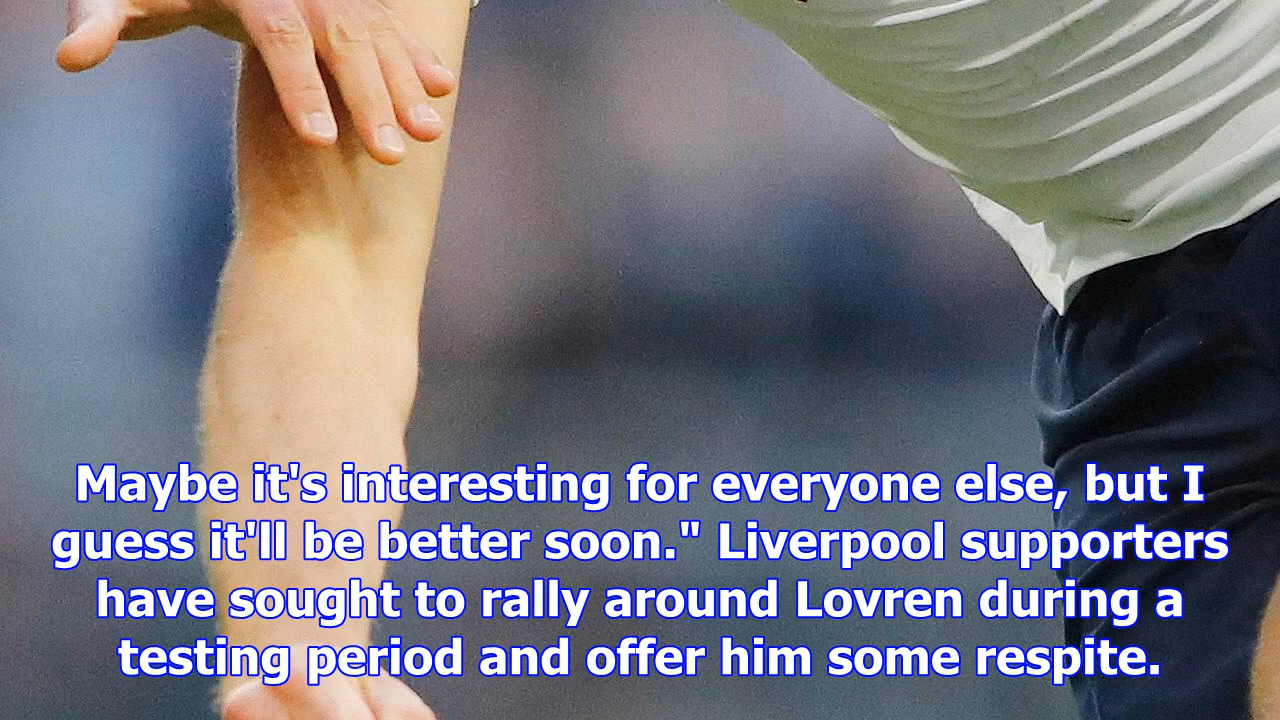 Maybe it's interesting for everyone else, but I
guess it'll be better soon." Liverpool supporters
have sought to rally around Lovren during a
testing period and offer him some respite.